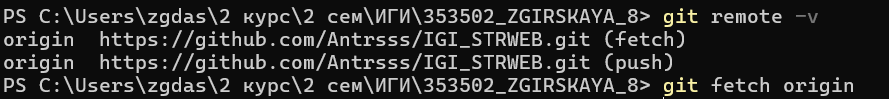 PS C:\Users\zgdas\2 курс\2 сем\ИГИ\353502_ZGIRSKAYA_8> git remote -v
origin  https://github.com/Antrsss/IGI_STRWEB.git (fetch)
origin  https://github.com/Antrsss/IGI_STRWEB.git (push)
PS C:\Users\zgdas\2 курс\2 сем\ИГИ\353502_ZGIRSKAYA_8> git fetch origin